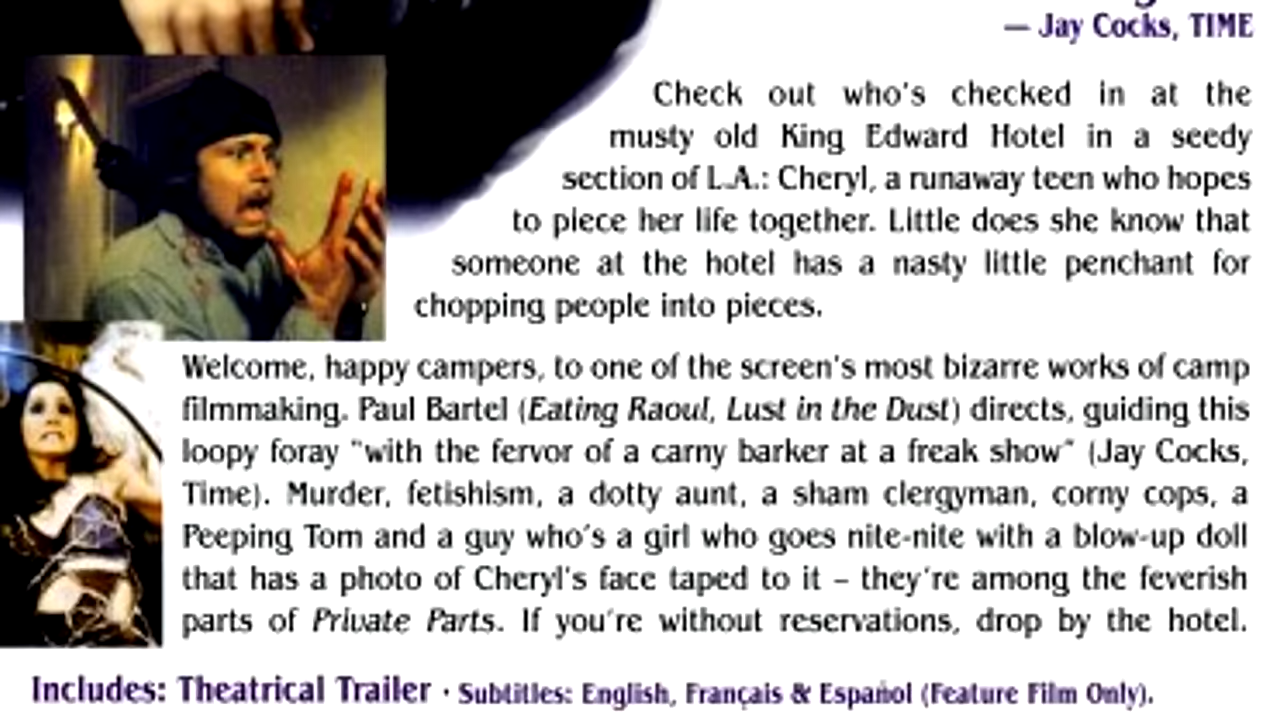 — Jay Cocks, TIME
Check out who's checked in at the
musty old King Edward Hotel in a seedy
section of L.A.: Cheryl, a runaway teen who hopes
to piece her life together. Little does she know that
someone at the hotel has a nasty little penchant for
chopping people into pieces.
Welcome, happy campers, to one of the screen's most bizarre works of camp
filmmaking. Paul Bartel (Eating Raoul, Lust in the Dust) directs, guiding this
loopy foray "with the fervor of a carny barker at a freak show" (Jay Cocks,
Time). Murder, fetishism, a dotty aunt, a sham clergyman, corny cops, a
Peeping Tom and a guy who's a girl who goes nite-nite with a blow-up doll
that has a photo of Cheryl's face taped to it – they're among the feverish
parts of Private Parts. If you're without reservations, drop by the hotel.
Includes: Theatrical Trailer · Subtitles: English, Français & Español (Feature Film Only).